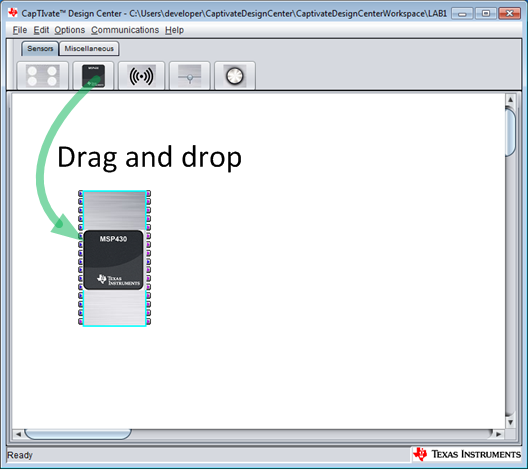 CapTIvate™ Design Center - C:\Users\developer\CaptivateDesignCenter\CaptivateDesignCenterWorkspace\LAB1
File Edit Options Communications Help
Sensors Miscellaneous
MSP430
Drag and drop
MSP430
TEXAS
INSTRUMENTS
Ready
TEXAS INSTRUMENTS